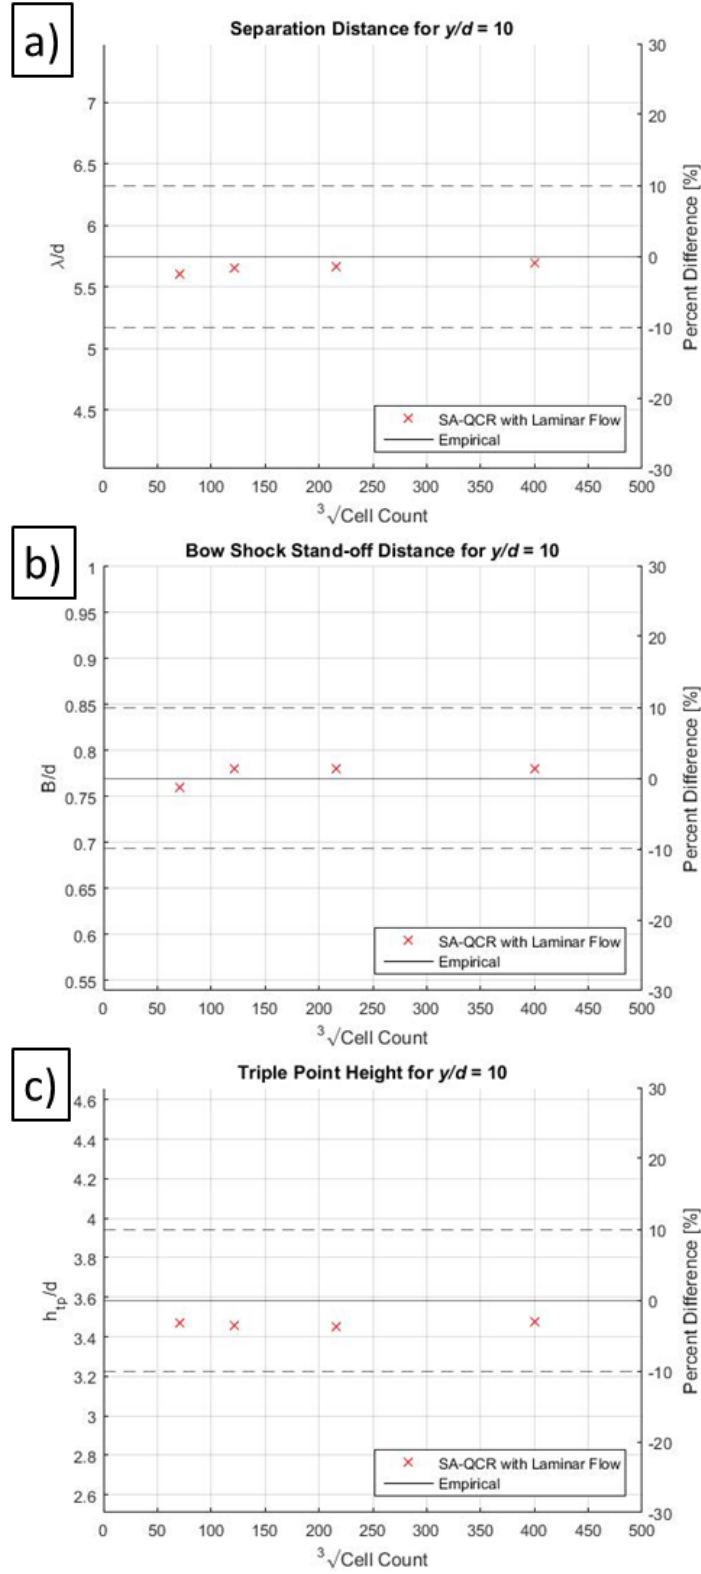 a)
Separation Distance for y/d = 10
7
6.5
6
5.5
5
4.5
λ/d
30
20
10
0
-10
-20
-30
Percent Difference [%]
SA-QCR with Laminar Flow
Empirical
0 50 100 150 200 250 300 350 400 450 500
³√Cell Count
b)
Bow Shock Stand-off Distance for y/d = 10
1
0.95
0.9
0.85
0.8
0.75
0.7
0.65
0.6
0.55
B/d
30
20
10
0
-10
-20
-30
Percent Difference [%]
SA-QCR with Laminar Flow
Empirical
0 50 100 150 200 250 300 350 400 450 500
³√Cell Count
c)
Triple Point Height for y/d = 10
4.6
4.4
4.2
4
3.8
3.6
3.4
3.2
3
2.8
2.6
h_tp/d
30
20
10
0
-10
-20
-30
Percent Difference [%]
SA-QCR with Laminar Flow
Empirical
0 50 100 150 200 250 300 350 400 450 500
³√Cell Count